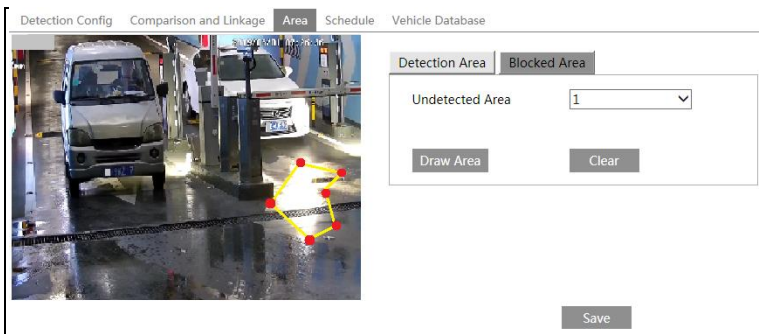 Detection Config Comparison and Linkage Area Schedule Vehicle Database
Detection Area Blocked Area
Undetected Area 1
Draw Area Clear
Save